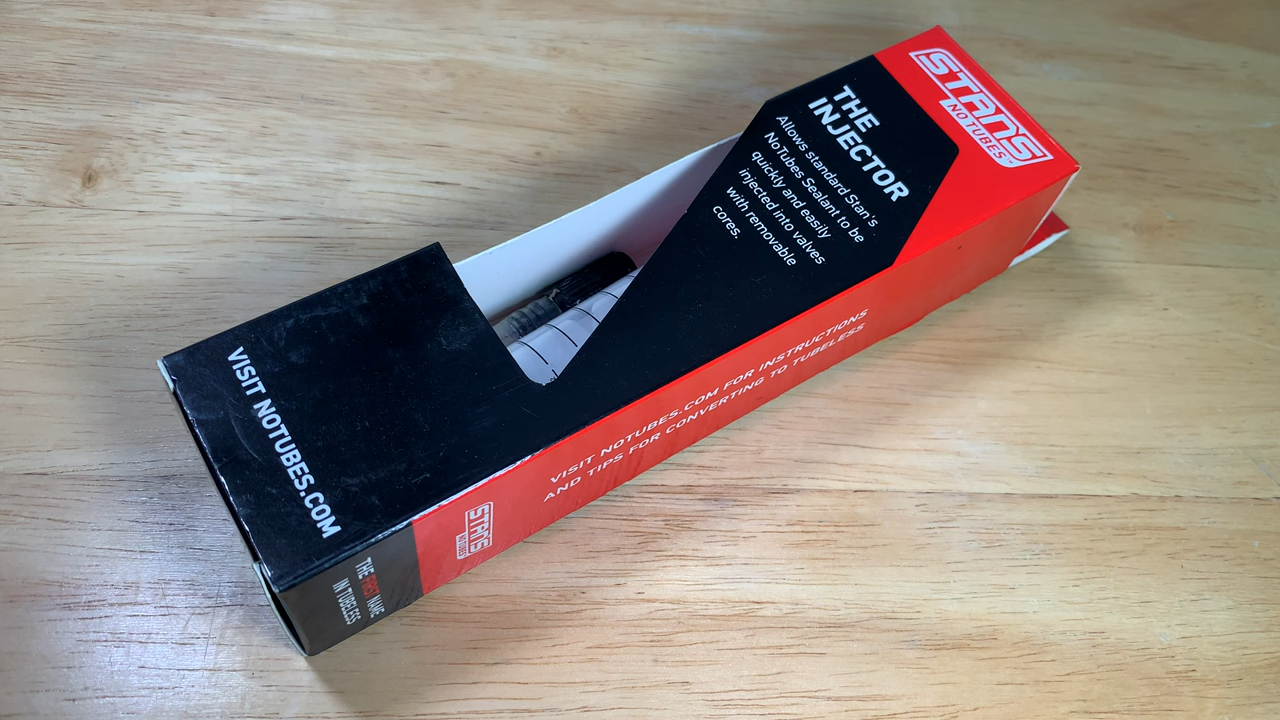 STANS
NOTUBES™
THE
INJECTOR
Allows standard Stan's
NoTubes Sealant to be
quickly and easily
injected into valves
with removable
cores.
VISIT NOTUBES.COM FOR INSTRUCTIONS
AND TIPS FOR CONVERTING TO TUBELESS
VISIT NOTUBES.COM
STANS
NOTUBES
THE FIRST NAME
IN TUBELESS